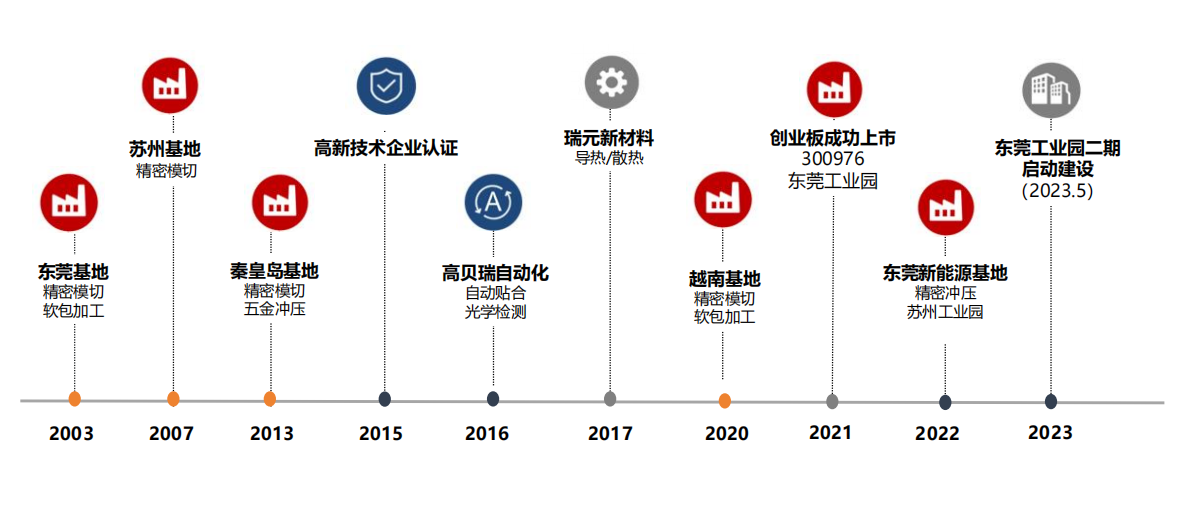 东莞基地
精密模切
软包加工
2003
苏州基地
精密模切
2007
秦皇岛基地
精密模切
五金冲压
2013
高新技术企业认证
2015
A
高贝瑞自动化
自动贴合
光学检测
2016
瑞元新材料
导热/散热
2017
越南基地
精密模切
软包加工
2020
创业板成功上市
300976
东莞工业园
2021
东莞新能源基地
精密冲压
苏州工业园
2022
东莞工业园二期
启动建设
(2023.5)
2023